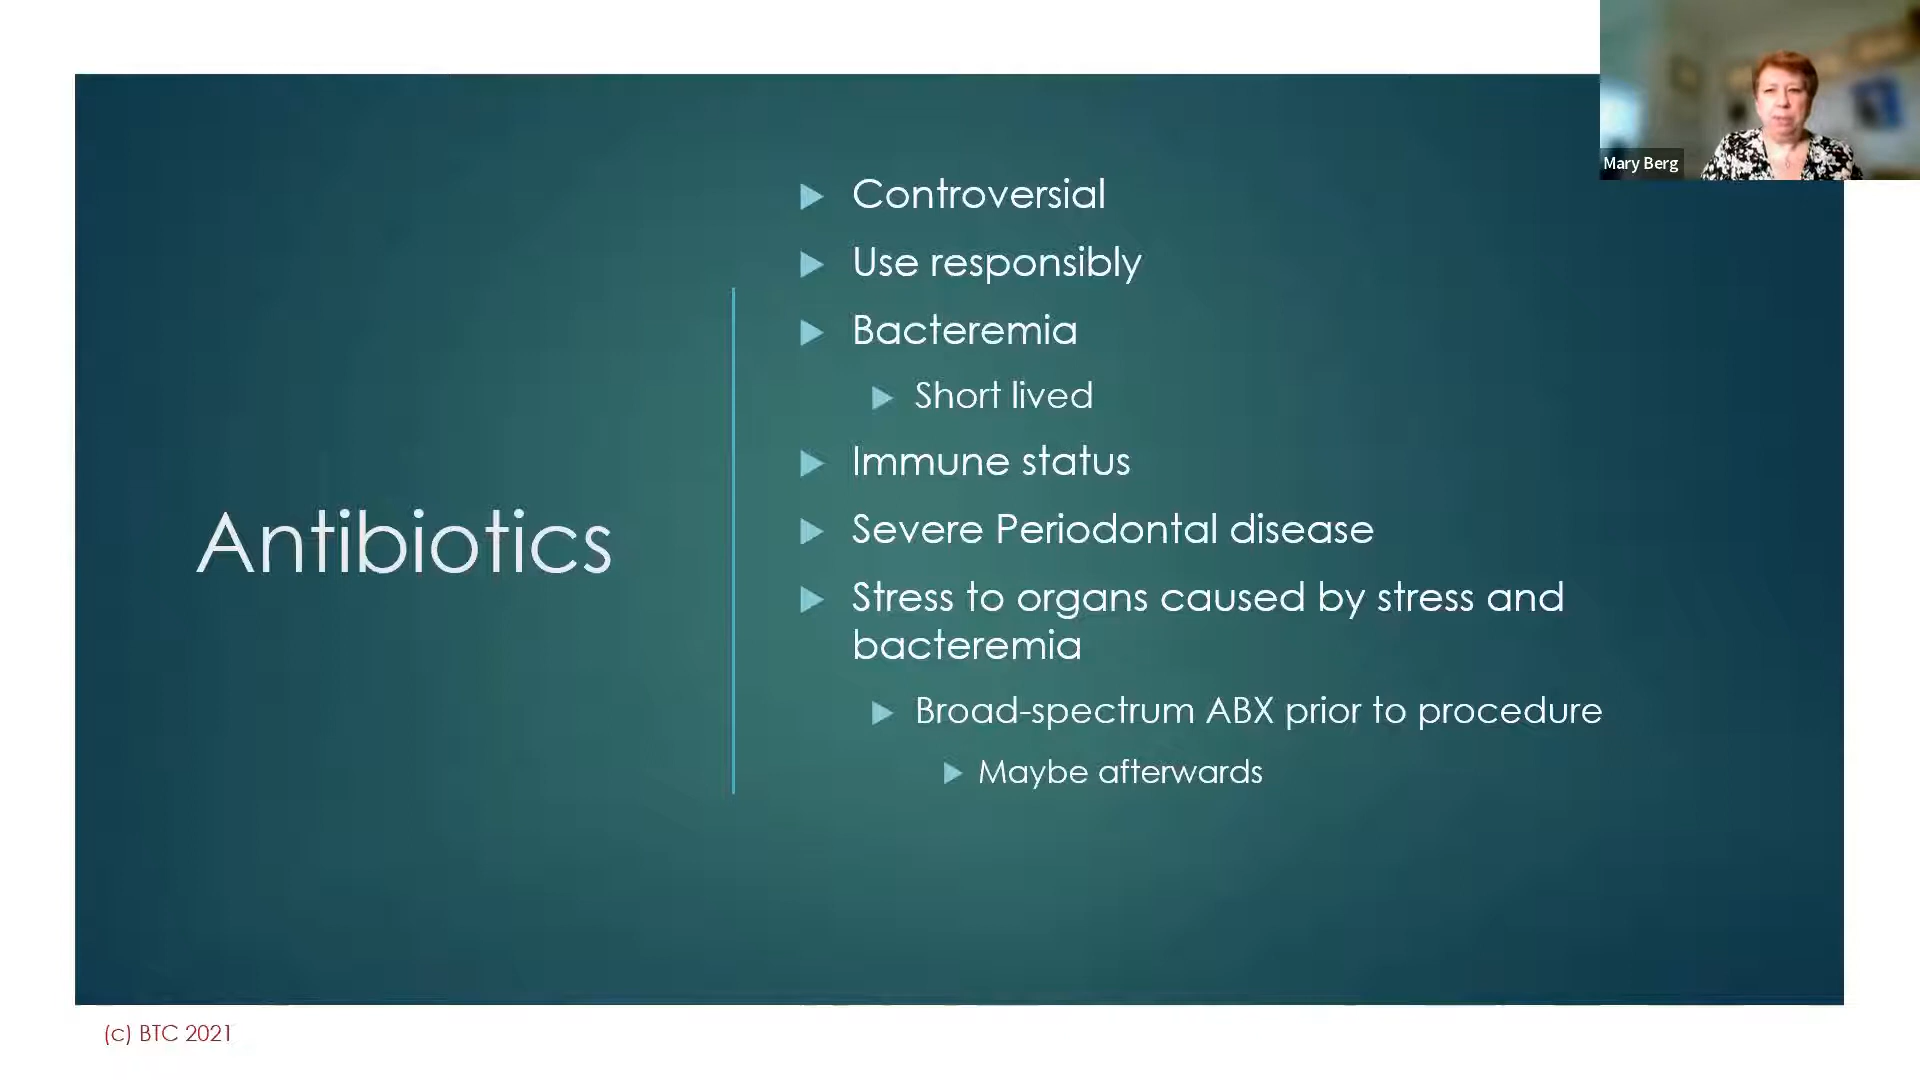 Mary Berg
Antibiotics
Controversial
Use responsibly
Bacteremia
Short lived
Immune status
Severe Periodontal disease
Stress to organs caused by stress and
bacteremia
Broad-spectrum ABX prior to procedure
Maybe afterwards
(c) BTC 2021